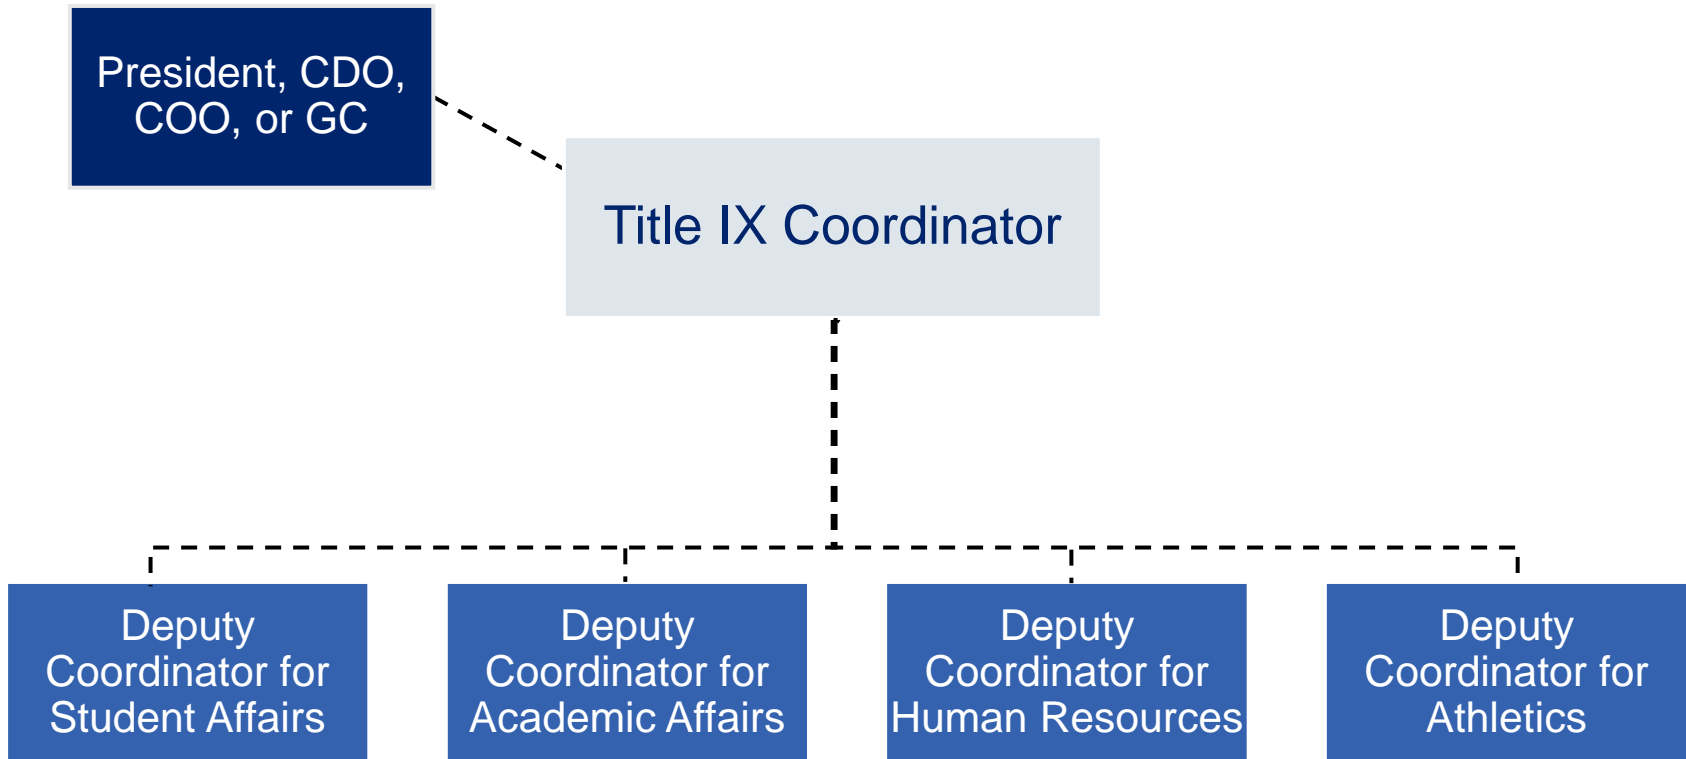 President, CDO,
COO, or GC
Title IX Coordinator
Deputy
Coordinator for
Student Affairs
Deputy
Coordinator for
Academic Affairs
Deputy
Coordinator for
Human Resources
Deputy
Coordinator for
Athletics